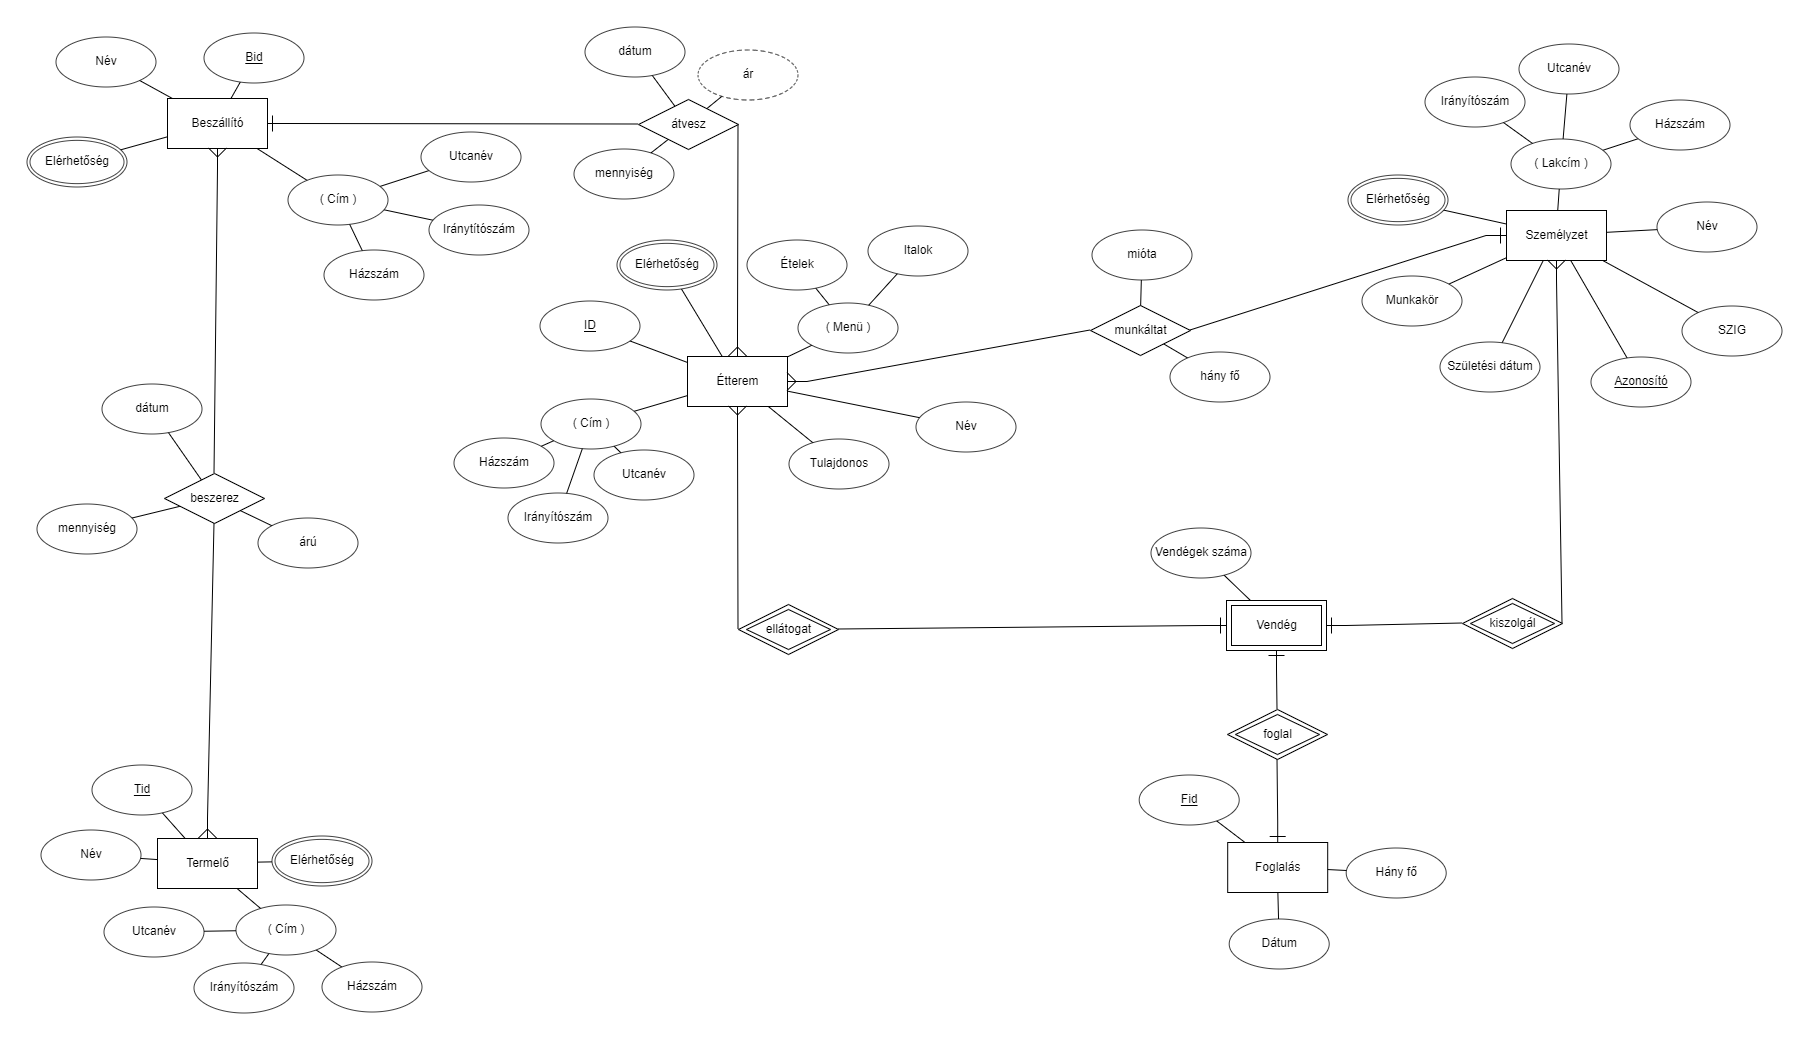 Név
Bid
Beszállító
Elérhetőség
( Cím )
Utcanév
Iránytítószám
Házszám
dátum
ár
átvesz
mennyiség
Utcanév
Irányítószám
Házszám
( Lakcím )
Elérhetőség
Személyzet
Név
Munkakör
Születési dátum
Azonosító
SZIG
mióta
munkáltat
hány fő
Elérhetőség
Ételek
Italok
( Menü )
ID
Étterem
( Cím )
Házszám
Utcanév
Irányítószám
Tulajdonos
Név
dátum
beszerez
mennyiség
árú
Vendégek száma
ellátogat
Vendég
kiszolgál
foglal
Fid
Foglalás
Hány fő
Dátum
Tid
Név
Termelő
Elérhetőség
Utcanév
( Cím )
Irányítószám
Házszám